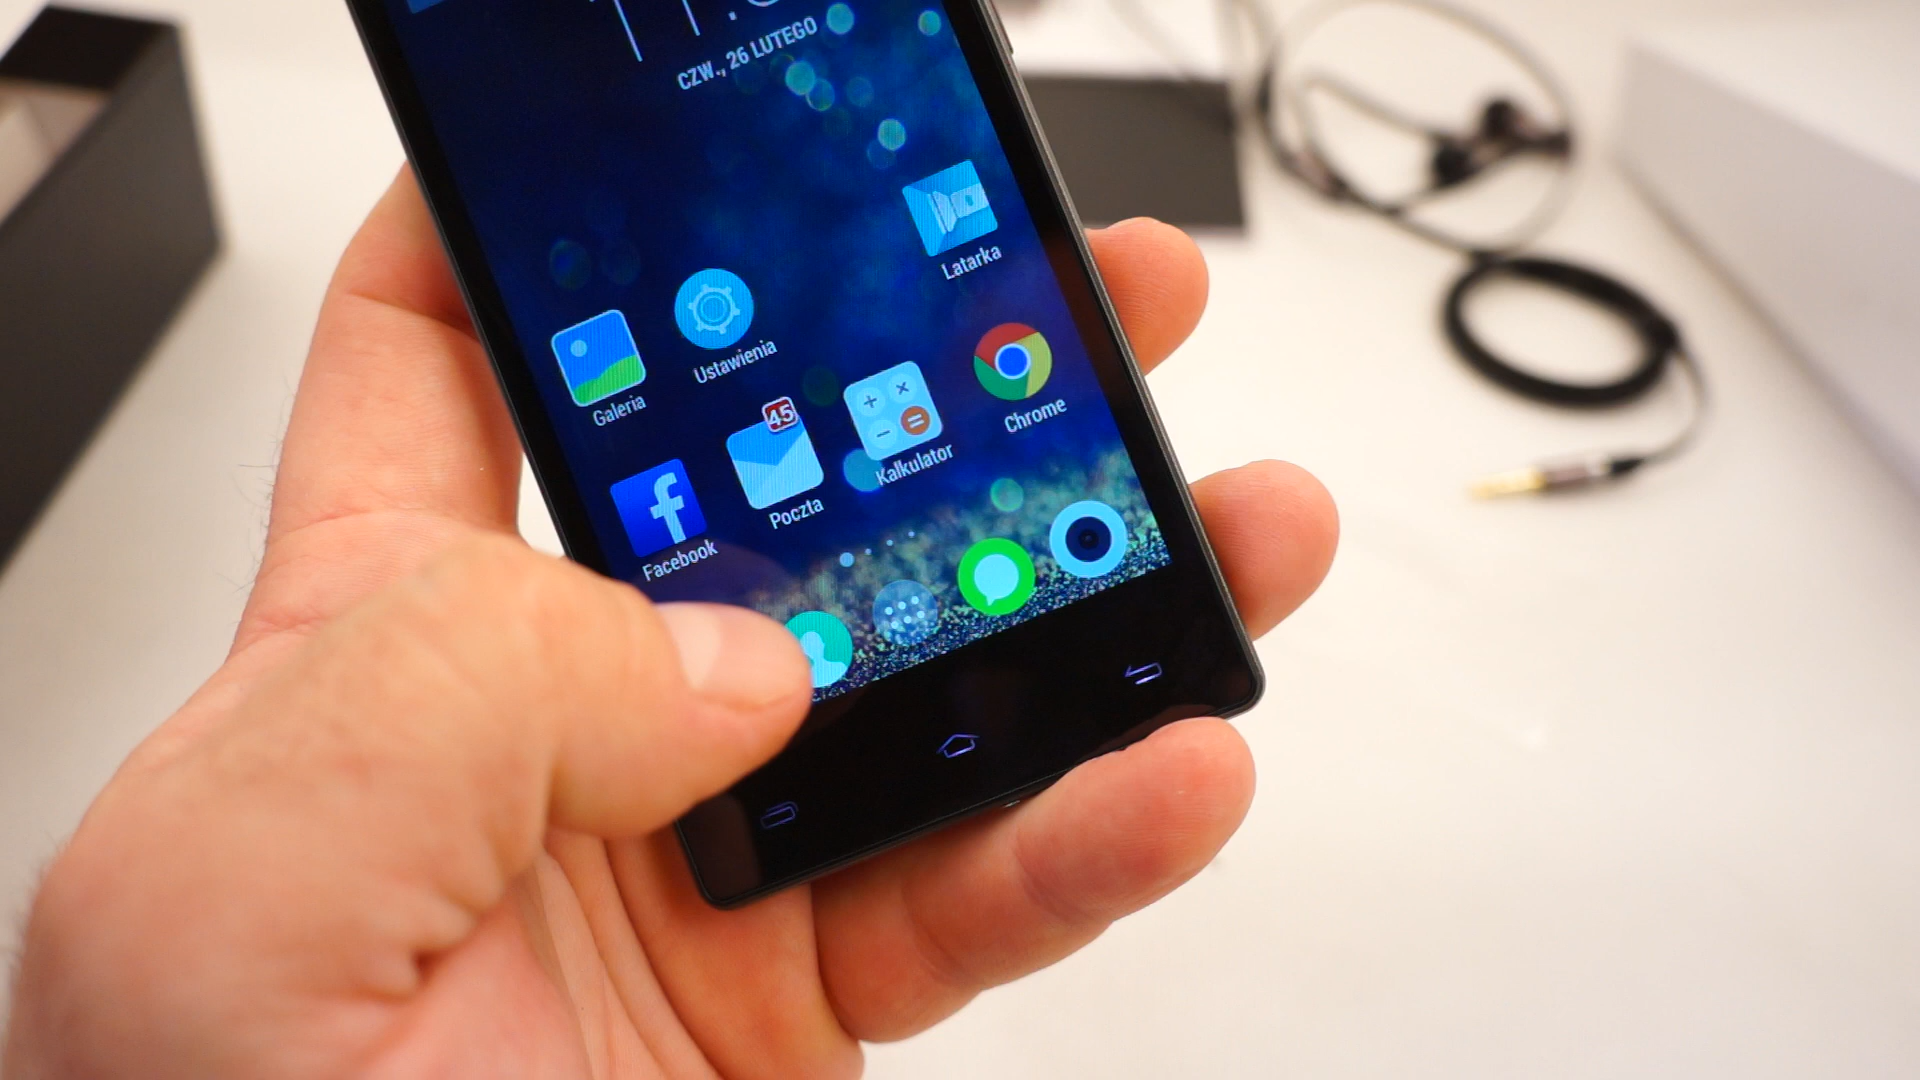 CZW., 26 LUTEGO
Latarka
Galeria
Ustawienia
Chrome
45
Kalkulator
Poczta
Facebook